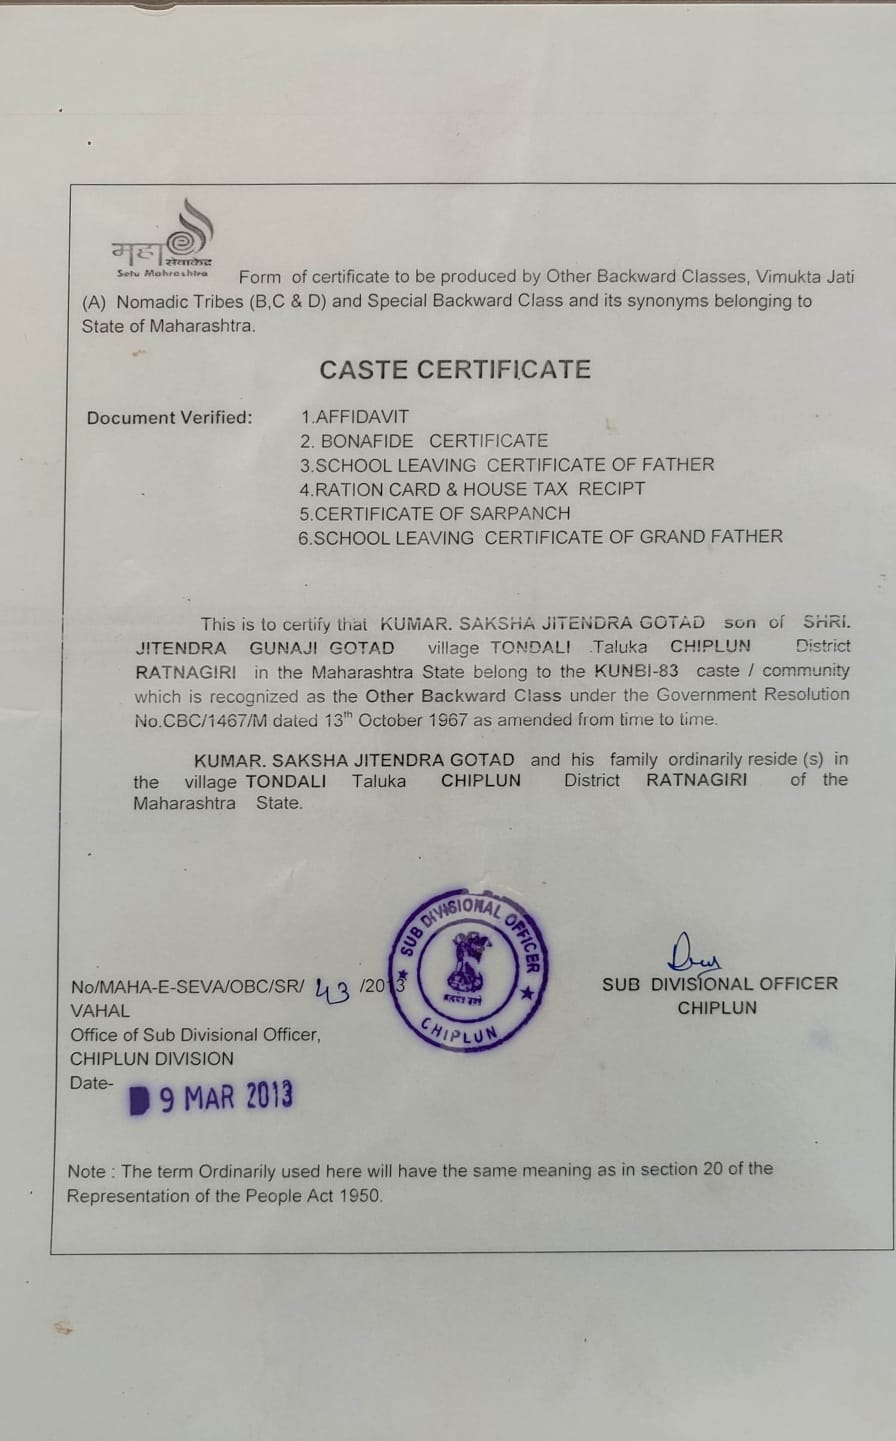 महा
सेवाकेंद्र
Setu Mahrashtra
Form of certificate to be produced by Other Backward Classes, Vimukta Jati
(A) Nomadic Tribes (B,C & D) and Special Backward Class and its synonyms belonging to
State of Maharashtra.
CASTE CERTIFICATE
Document Verified:
1.AFFIDAVIT
2. BONAFIDE CERTIFICATE
3.SCHOOL LEAVING CERTIFICATE OF FATHER
4.RATION CARD & HOUSE TAX RECIPT
5.CERTIFICATE OF SARPANCH
6.SCHOOL LEAVING CERTIFICATE OF GRAND FATHER
This is to certify that KUMAR. SAKSHA JITENDRA GOTAD son of SHRI.
JITENDRA GUNAJI GOTAD village TONDALI .Taluka CHIPLUN District
RATNAGIRI in the Maharashtra State belong to the KUNBI-83 caste / community
which is recognized as the Other Backward Class under the Government Resolution
No.CBC/1467/M dated 13th October 1967 as amended from time to time.
KUMAR. SAKSHA JITENDRA GOTAD and his family ordinarily reside (s) in
the village TONDALI Taluka CHIPLUN District RATNAGIRI of the
Maharashtra State.
SUB DIVISIONAL OFFICER
CHIPLUN
No/MAHA-E-SEVA/OBC/SR/ 43 /2013
VAHAL
Office of Sub Divisional Officer,
CHIPLUN DIVISION
Date-
9 MAR 2013
SUB DIVISIONAL OFFICER
CHIPLUN
Note : The term Ordinarily used here will have the same meaning as in section 20 of the
Representation of the People Act 1950.